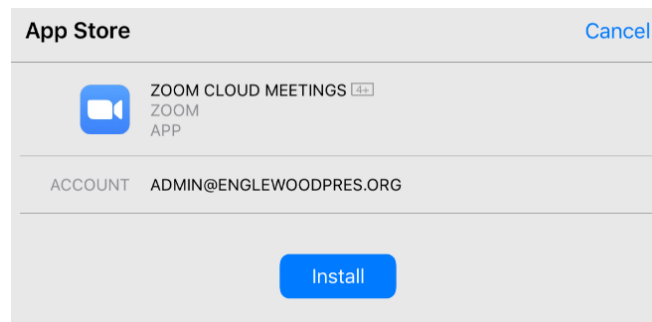 App Store Cancel
ZOOM CLOUD MEETINGS 4+
ZOOM
APP
ACCOUNT ADMIN@ENGLEWOODPRES.ORG
Install